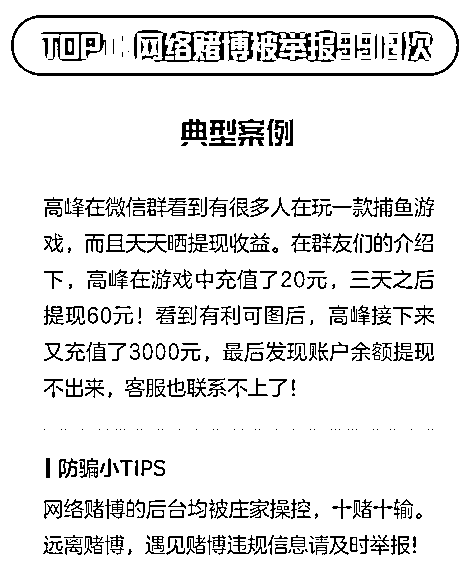 TOP 网络赌博被举报 次
典型案例
高峰在微信群看到有很多人在玩一款捕鱼游
戏，而且天天晒提现收益。在群友们的介绍
下，高峰在游戏中充值了20元，三天之后
提现60元！看到有利可图后，高峰接下来
又充值了3000元，最后发现账户余额提现
不出来，客服也联系不上了！
防骗小TIPS
网络赌博的后台均被庄家操控，十赌十输。
远离赌博，遇见赌博违规信息请及时举报！